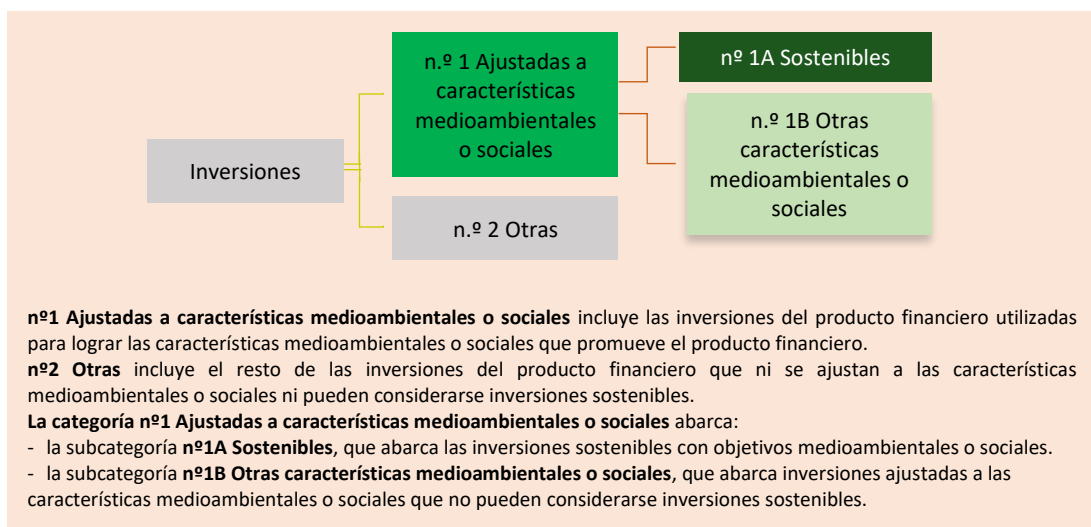 n.º 1 Ajustadas a
características
medioambientales
o sociales
nº 1A Sostenibles
n.º 1B Otras
características
medioambientales o
sociales
Inversiones
n.º 2 Otras
nº1 Ajustadas a características medioambientales o sociales incluye las inversiones del producto financiero utilizadas
para lograr las características medioambientales o sociales que promueve el producto financiero.
nº2 Otras incluye el resto de las inversiones del producto financiero que ni se ajustan a las características
medioambientales o sociales ni pueden considerarse inversiones sostenibles.
La categoría nº1 Ajustadas a características medioambientales o sociales abarca:
- la subcategoría nº1A Sostenibles, que abarca las inversiones sostenibles con objetivos medioambientales o sociales.
- la subcategoría nº1B Otras características medioambientales o sociales, que abarca inversiones ajustadas a las
características medioambientales o sociales que no pueden considerarse inversiones sostenibles.